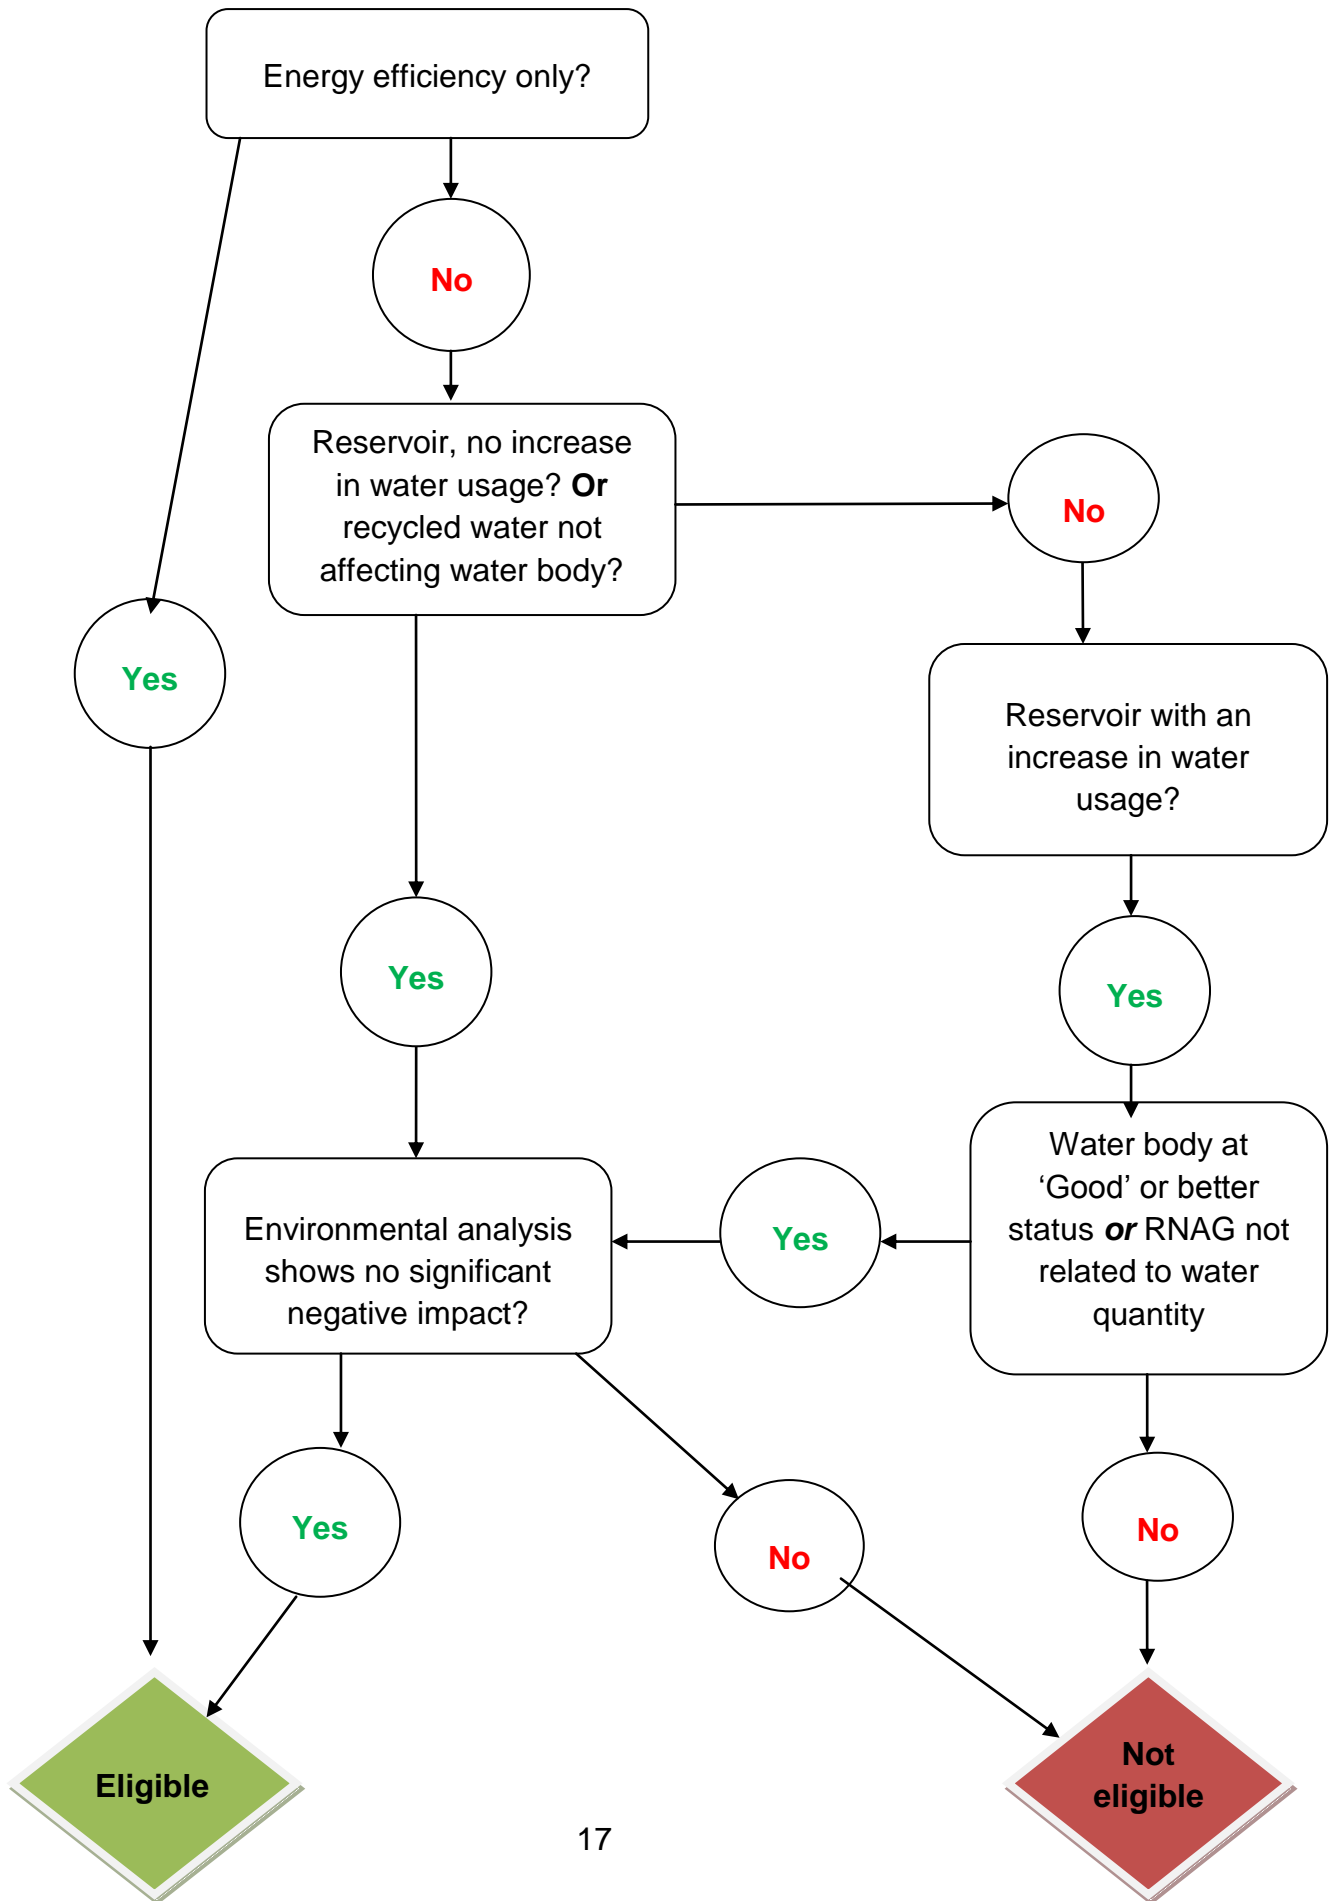 Energy efficiency only?
No
Reservoir, no increase
in water usage? Or
recycled water not
affecting water body?
No
Yes
Reservoir with an
increase in water
usage?
Yes
Yes
Water body at
‘Good’ or better
status or RNAG not
related to water
quantity
Yes
Environmental analysis
shows no significant
negative impact?
Yes
No
No
Eligible
Not
eligible
17